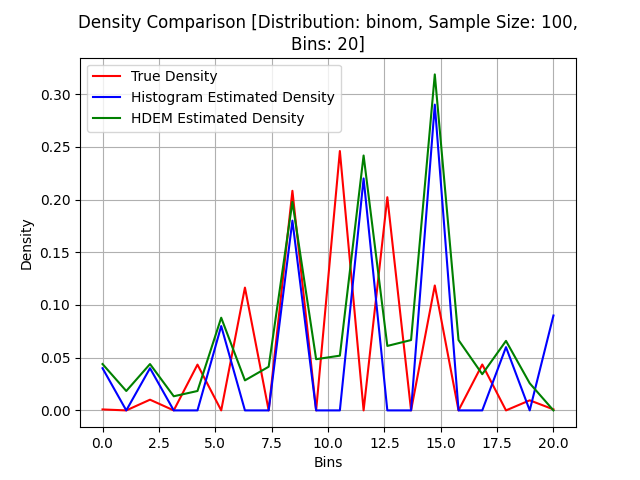 Density Comparison [Distribution: binom, Sample Size: 100,
Bins: 20]
True Density
Histogram Estimated Density
HDEM Estimated Density
0.30
0.25
0.20
0.15
0.10
0.05
0.00
Density
0.0 2.5 5.0 7.5 10.0 12.5 15.0 17.5 20.0
Bins